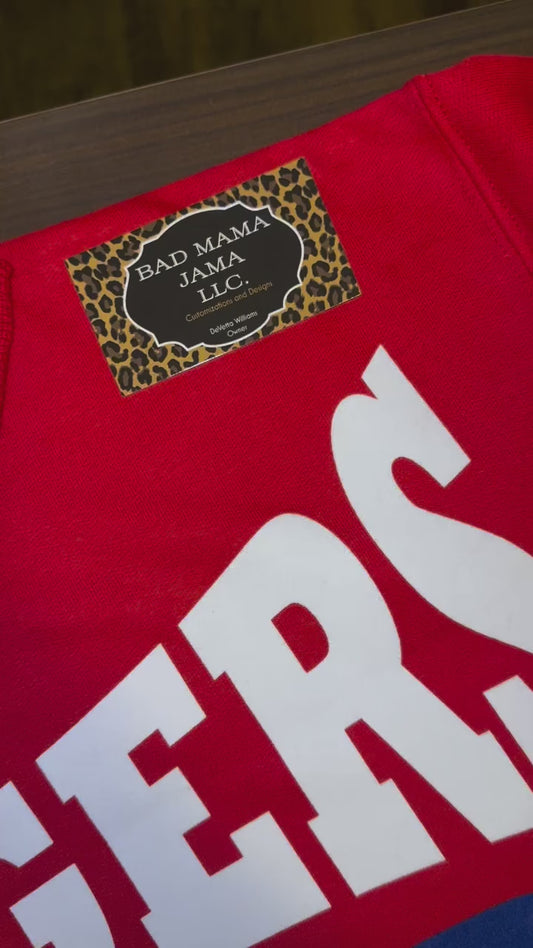 BAD MAMA
JAMA
LLC.
Customizations and Designs
DeVetta Williams
Owner
GERS